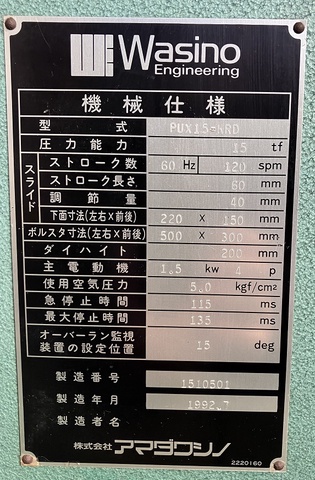 Wasino
Engineering
機械仕様
型式 PUX15-WRD
圧力能力 15 tf
スライド
ストローク数 60 Hz 120 spm
ストローク長さ 60 mm
調節量 40 mm
下面寸法(左右×前後) 220 × 150 mm
ボルスタ寸法(左右×前後) 500 × 300 mm
ダイハイト 200 mm
主電動機 1.5 kw 4 p
使用空気圧力 5.0 kgf/cm²
急停止時間 115 ms
最大停止時間 135 ms
オーバーラン監視
装置の設定位置 15 deg
製造番号 1510501
製造年月 1992.7
製造者名
株式会社 アマダワシノ
2220160